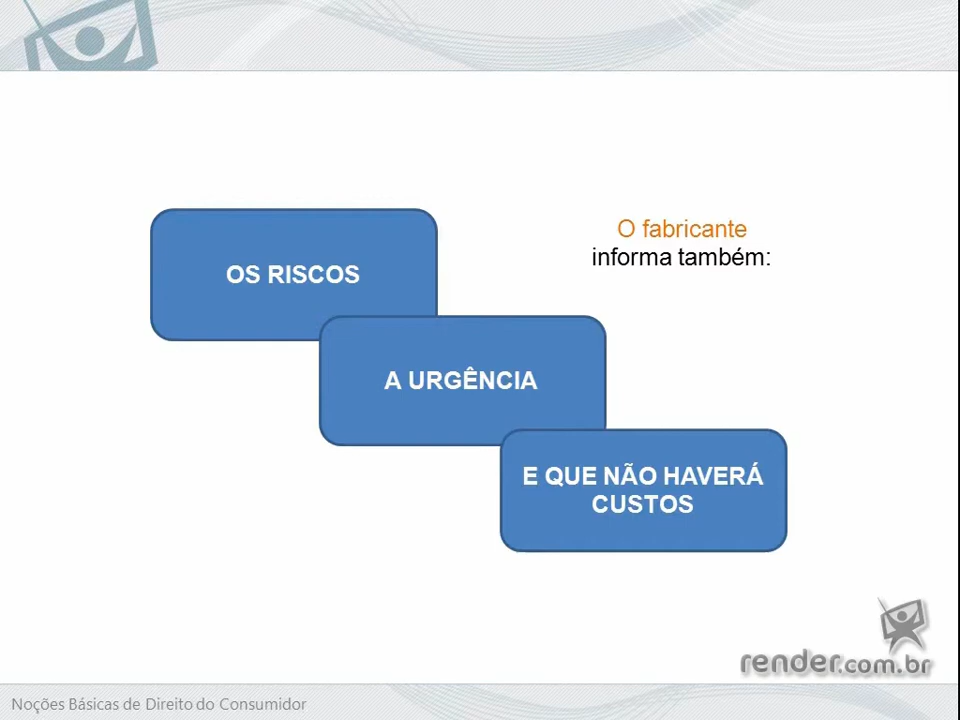 O fabricante
informa também:
OS RISCOS
A URGÊNCIA
E QUE NÃO HAVERÁ
CUSTOS
render.com.br
Noções Básicas de Direito do Consumidor